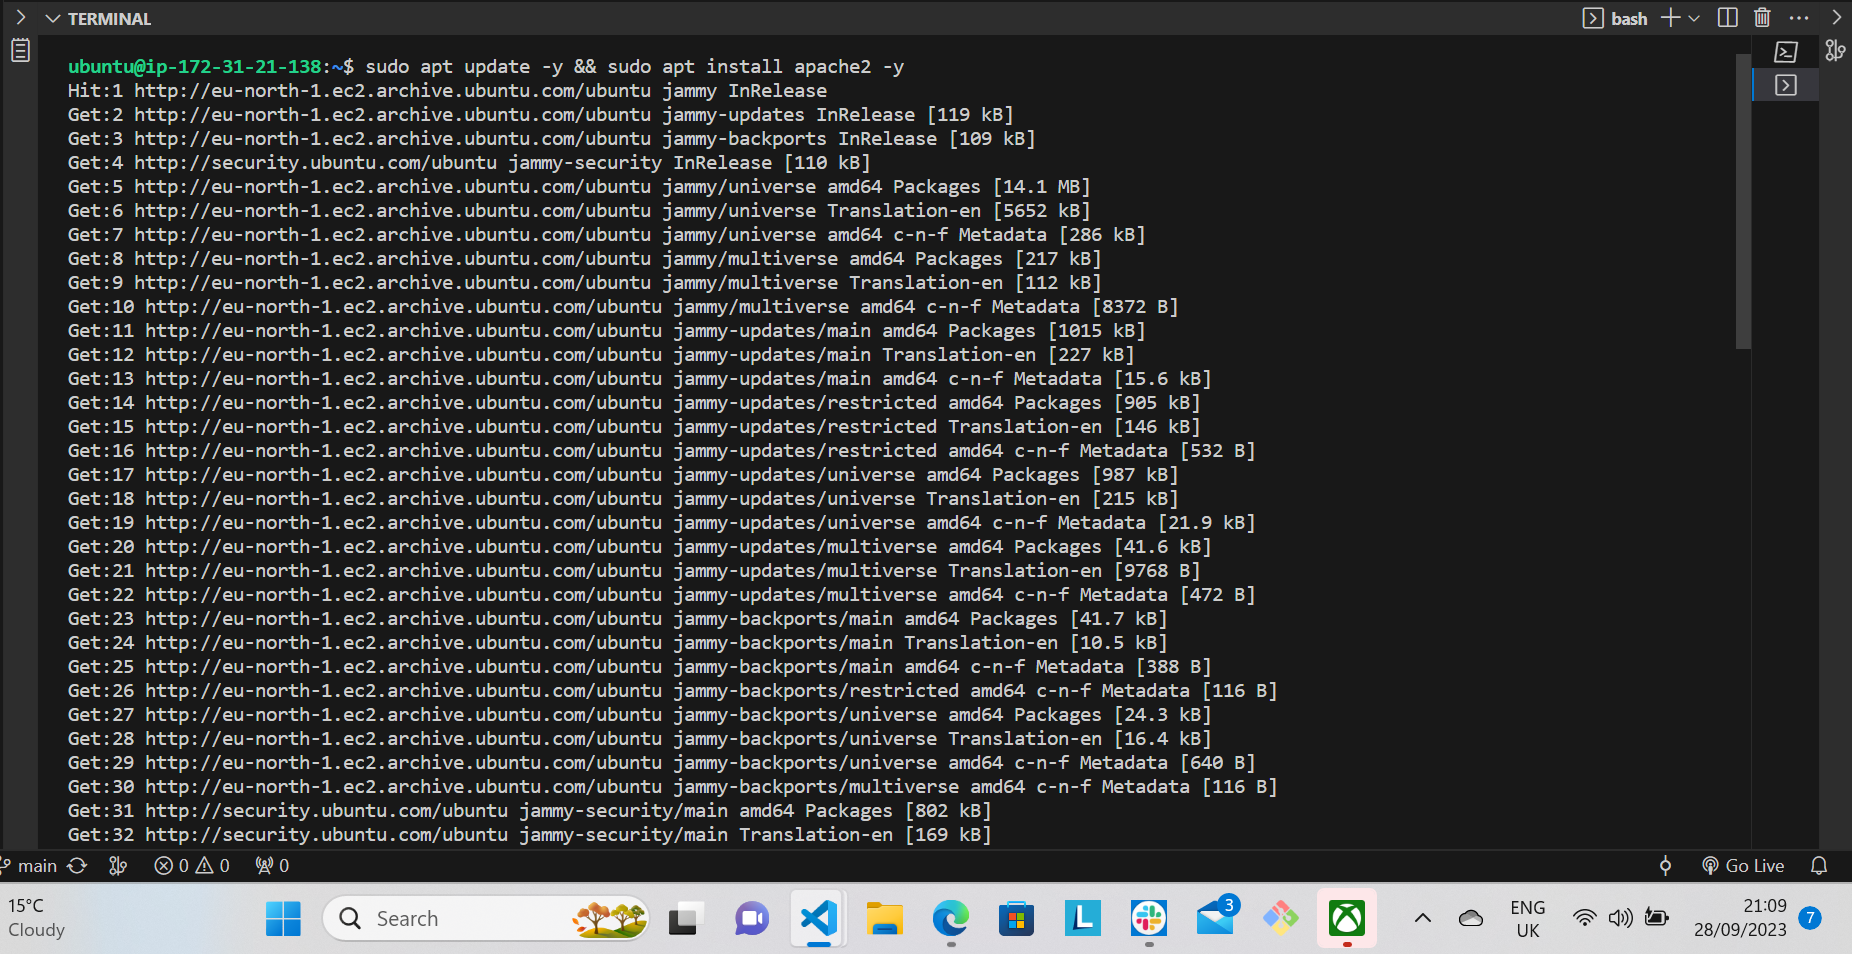 TERMINAL
bash
ubuntu@ip-172-31-21-138:~$ sudo apt update -y && sudo apt install apache2 -y
Hit:1 http://eu-north-1.ec2.archive.ubuntu.com/ubuntu jammy InRelease
Get:2 http://eu-north-1.ec2.archive.ubuntu.com/ubuntu jammy-updates InRelease [119 kB]
Get:3 http://eu-north-1.ec2.archive.ubuntu.com/ubuntu jammy-backports InRelease [109 kB]
Get:4 http://security.ubuntu.com/ubuntu jammy-security InRelease [110 kB]
Get:5 http://eu-north-1.ec2.archive.ubuntu.com/ubuntu jammy/universe amd64 Packages [14.1 MB]
Get:6 http://eu-north-1.ec2.archive.ubuntu.com/ubuntu jammy/universe Translation-en [5652 kB]
Get:7 http://eu-north-1.ec2.archive.ubuntu.com/ubuntu jammy/universe amd64 c-n-f Metadata [286 kB]
Get:8 http://eu-north-1.ec2.archive.ubuntu.com/ubuntu jammy/multiverse amd64 Packages [217 kB]
Get:9 http://eu-north-1.ec2.archive.ubuntu.com/ubuntu jammy/multiverse Translation-en [112 kB]
Get:10 http://eu-north-1.ec2.archive.ubuntu.com/ubuntu jammy/multiverse amd64 c-n-f Metadata [8372 B]
Get:11 http://eu-north-1.ec2.archive.ubuntu.com/ubuntu jammy-updates/main amd64 Packages [1015 kB]
Get:12 http://eu-north-1.ec2.archive.ubuntu.com/ubuntu jammy-updates/main Translation-en [227 kB]
Get:13 http://eu-north-1.ec2.archive.ubuntu.com/ubuntu jammy-updates/main amd64 c-n-f Metadata [15.6 kB]
Get:14 http://eu-north-1.ec2.archive.ubuntu.com/ubuntu jammy-updates/restricted amd64 Packages [905 kB]
Get:15 http://eu-north-1.ec2.archive.ubuntu.com/ubuntu jammy-updates/restricted Translation-en [146 kB]
Get:16 http://eu-north-1.ec2.archive.ubuntu.com/ubuntu jammy-updates/restricted amd64 c-n-f Metadata [532 B]
Get:17 http://eu-north-1.ec2.archive.ubuntu.com/ubuntu jammy-updates/universe amd64 Packages [987 kB]
Get:18 http://eu-north-1.ec2.archive.ubuntu.com/ubuntu jammy-updates/universe Translation-en [215 kB]
Get:19 http://eu-north-1.ec2.archive.ubuntu.com/ubuntu jammy-updates/universe amd64 c-n-f Metadata [21.9 kB]
Get:20 http://eu-north-1.ec2.archive.ubuntu.com/ubuntu jammy-updates/multiverse amd64 Packages [41.6 kB]
Get:21 http://eu-north-1.ec2.archive.ubuntu.com/ubuntu jammy-updates/multiverse Translation-en [9768 B]
Get:22 http://eu-north-1.ec2.archive.ubuntu.com/ubuntu jammy-updates/multiverse amd64 c-n-f Metadata [472 B]
Get:23 http://eu-north-1.ec2.archive.ubuntu.com/ubuntu jammy-backports/main amd64 Packages [41.7 kB]
Get:24 http://eu-north-1.ec2.archive.ubuntu.com/ubuntu jammy-backports/main Translation-en [10.5 kB]
Get:25 http://eu-north-1.ec2.archive.ubuntu.com/ubuntu jammy-backports/main amd64 c-n-f Metadata [388 B]
Get:26 http://eu-north-1.ec2.archive.ubuntu.com/ubuntu jammy-backports/restricted amd64 c-n-f Metadata [116 B]
Get:27 http://eu-north-1.ec2.archive.ubuntu.com/ubuntu jammy-backports/universe amd64 Packages [24.3 kB]
Get:28 http://eu-north-1.ec2.archive.ubuntu.com/ubuntu jammy-backports/universe Translation-en [16.4 kB]
Get:29 http://eu-north-1.ec2.archive.ubuntu.com/ubuntu jammy-backports/universe amd64 c-n-f Metadata [640 B]
Get:30 http://eu-north-1.ec2.archive.ubuntu.com/ubuntu jammy-backports/multiverse amd64 c-n-f Metadata [116 B]
Get:31 http://security.ubuntu.com/ubuntu jammy-security/main amd64 Packages [802 kB]
Get:32 http://security.ubuntu.com/ubuntu jammy-security/main Translation-en [169 kB]
main 0 0 0 Go Live
15°C
Cloudy
Search
3
ENG
UK
21:09
28/09/2023
7